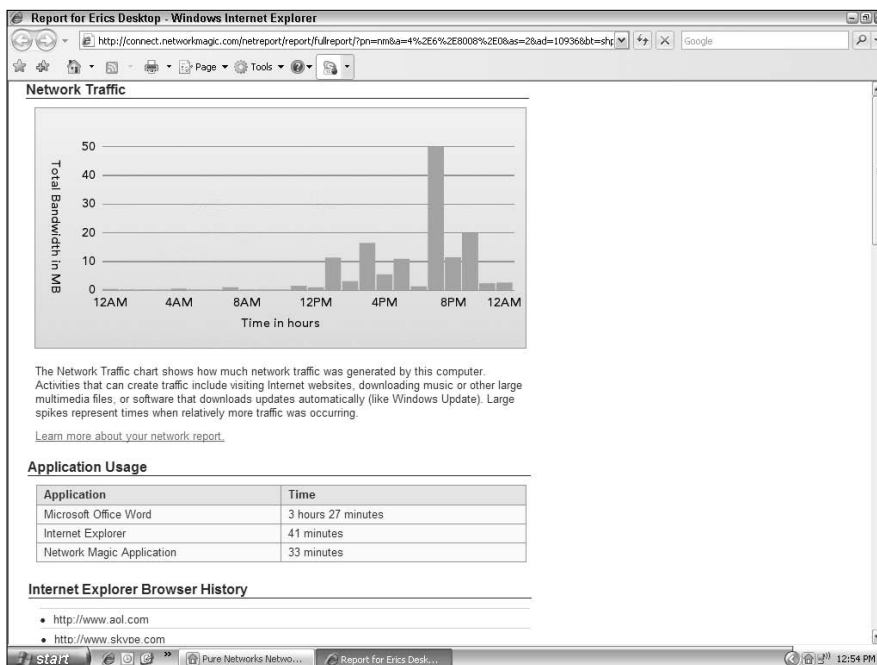 Report for Erics Desktop - Windows Internet Explorer
http://connect.networkmagic.com/netreport/report/fullreport/?pn=nm&a=4%2E6%2E8008%2E0&as=2&ad=10936&bt=shp
Google
Page Tools
Network Traffic
Total Bandwidth in MB
50
40
30
20
10
0
12AM 4AM 8AM 12PM 4PM 8PM 12AM
Time in hours
The Network Traffic chart shows how much network traffic was generated by this computer.
Activities that can create traffic include visiting Internet websites, downloading music or other large
multimedia files, or software that downloads updates automatically (like Windows Update). Large
spikes represent times when relatively more traffic was occurring.
Learn more about your network report.
Application Usage
Application Time
Microsoft Office Word 3 hours 27 minutes
Internet Explorer 41 minutes
Network Magic Application 33 minutes
Internet Explorer Browser History
• http://www.aol.com
• http://www.skype.com
start » Pure Networks Netwo... Report for Erics Desk... 12:54 PM